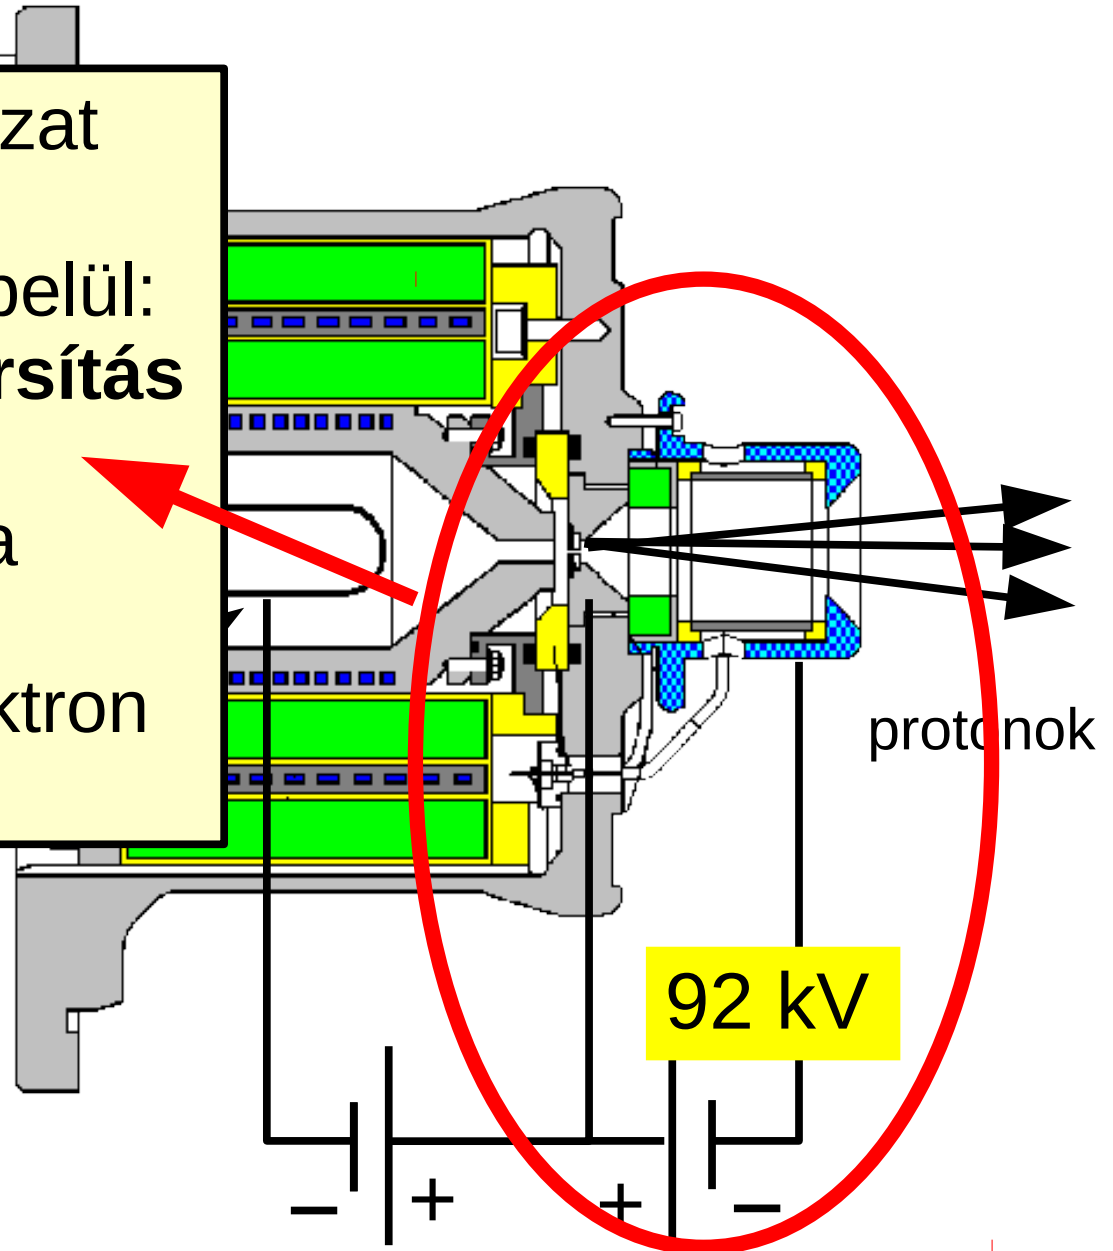 zat
belül:
rsítás
a
ktron
protonok
92 kV
− + + −